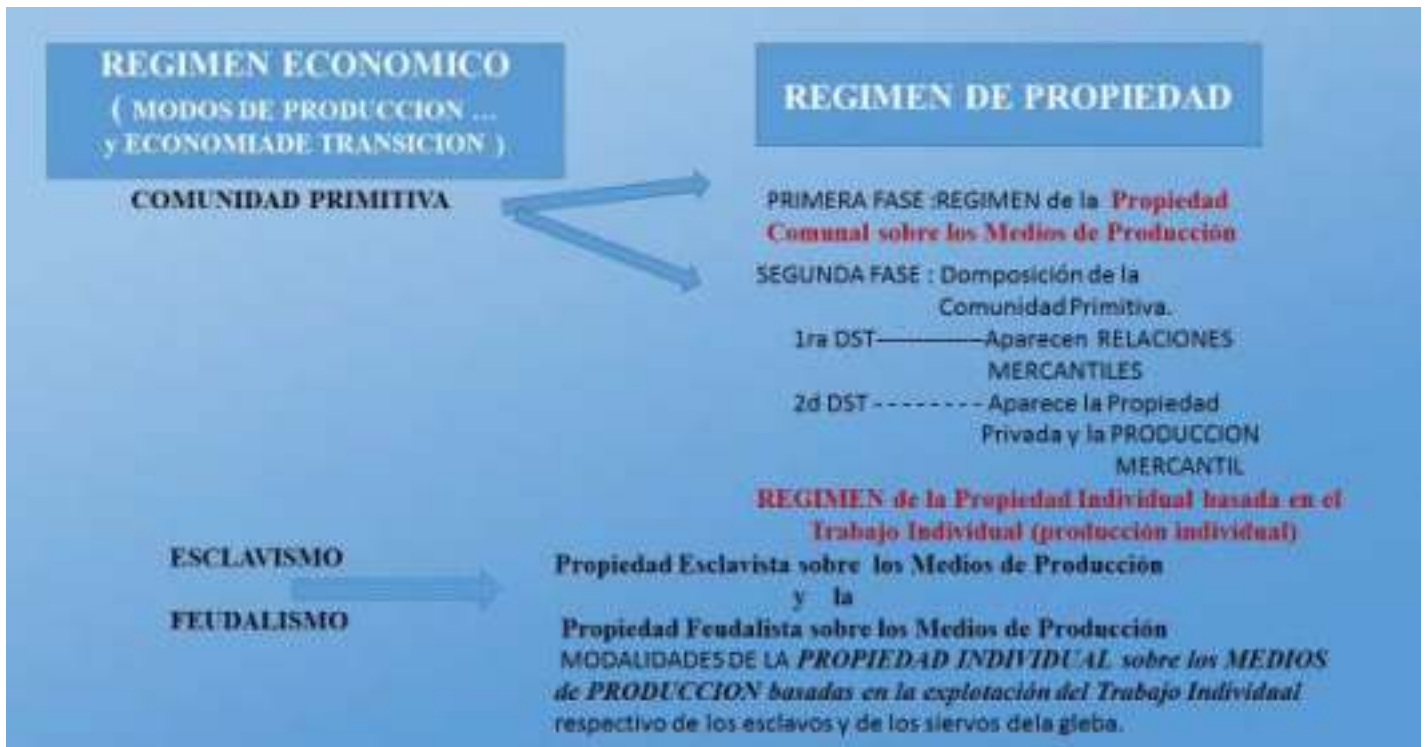 REGIMEN ECONOMICO
( MODOS DE PRODUCCION ...
y ECONOMIADE TRANSICION )
REGIMEN DE PROPIEDAD
COMUNIDAD PRIMITIVA
PRIMERA FASE :REGIMEN de la Propiedad
Comunal sobre los Medios de Producción
SEGUNDA FASE : Domposición de la
Comunidad Primitiva.
1ra DST--------------Aparecen RELACIONES
MERCANTILES
2d DST - - - - - - - - Aparece la Propiedad
Privada y la PRODUCCION
MERCANTIL
REGIMEN de la Propiedad Individual basada en el
Trabajo Individual (producción individual)
ESCLAVISMO
FEUDALISMO
Propiedad Esclavista sobre los Medios de Producción
y la
Propiedad Feudalista sobre los Medios de Producción
MODALIDADES DE LA PROPIEDAD INDIVIDUAL sobre los MEDIOS
de PRODUCCION basadas en la explotación del Trabajo Individual
respectivo de los esclavos y de los siervos dela gleba.